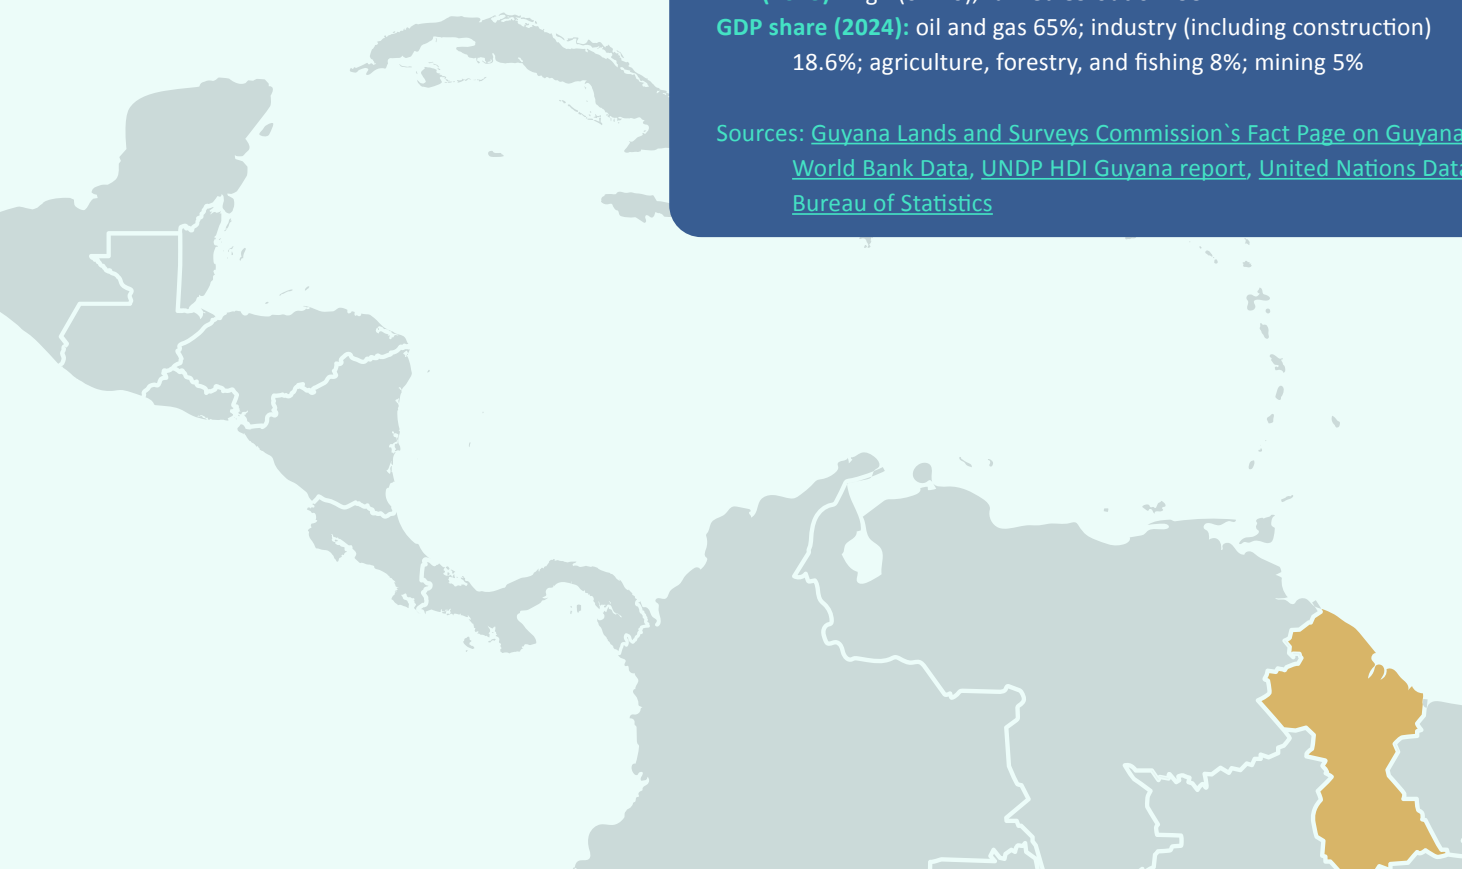 GDP share (2024): oil and gas 65%; industry (including construction)
18.6%; agriculture, forestry, and fishing 8%; mining 5%
Sources: Guyana Lands and Surveys Commission`s Fact Page on Guyana
World Bank Data, UNDP HDI Guyana report, United Nations Data
Bureau of Statistics